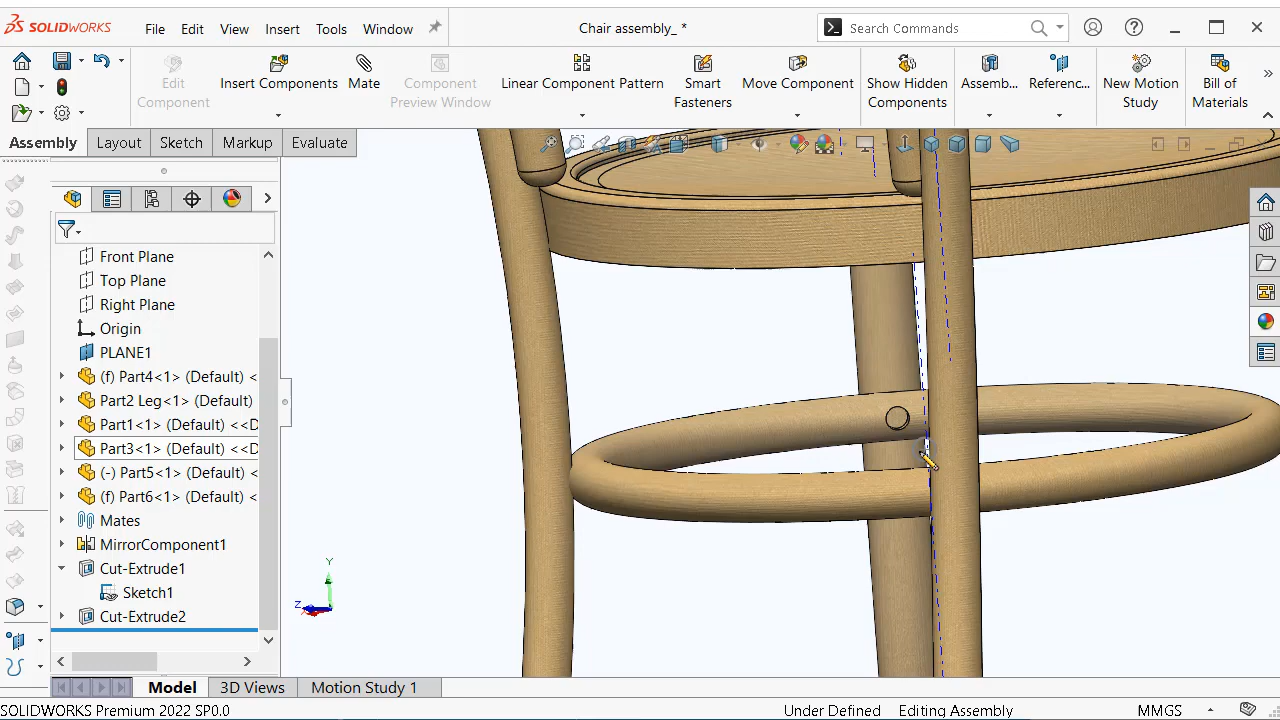 SOLIDWORKS
File
Edit
View
Insert
Tools
Window
Chair assembly_ *
Search Commands
Edit Component
Insert Components
Mate
Component Preview Window
Linear Component Pattern
Smart Fasteners
Move Component
Show Hidden Components
Assemb...
Referenc...
New Motion Study
Bill of Materials
Assembly
Layout
Sketch
Markup
Evaluate
Front Plane
Top Plane
Right Plane
Origin
PLANE1
(f) Part4<1> (Default) <
Part2 Leg<1> (Default)
Part1<1> (Default) <<D
Part3<1> (Default) <<D
(-) Part5<1> (Default) <
(f) Part6<1> (Default) <
Mates
MirrorComponent1
Cut-Extrude1
Sketch1
Cut-Extrude2
Y
Z
Model
3D Views
Motion Study 1
SOLIDWORKS Premium 2022 SP0.0
Under Defined
Editing Assembly
MMGS